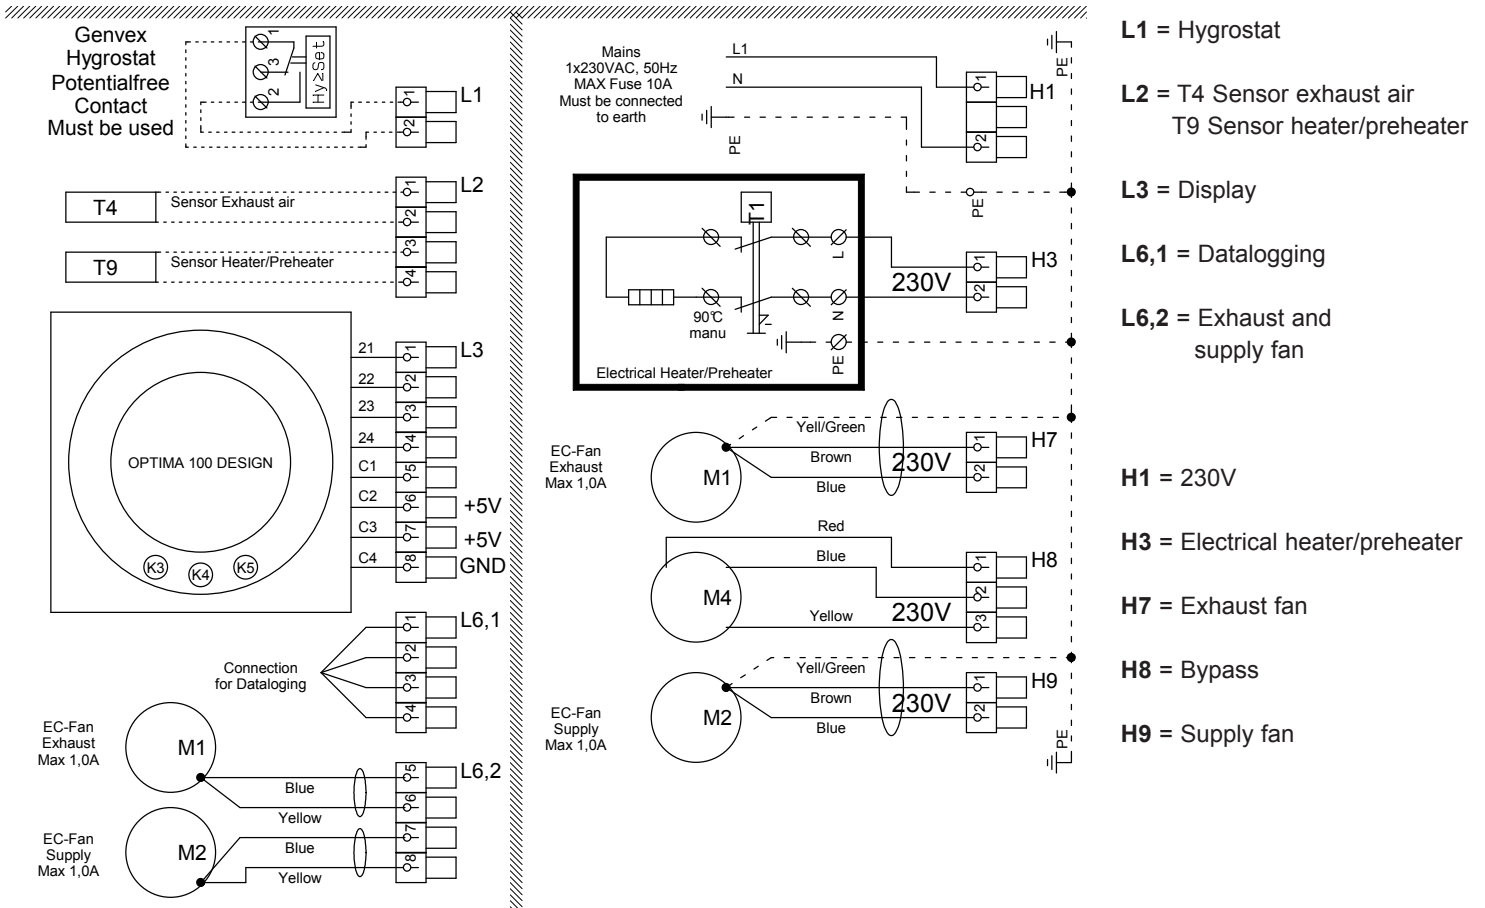 Genvex
Hygrostat
Potentialfree
Contact
Must be used
1
3
2
Hy≥Set
1
2
L1
T4
Sensor Exhaust air
T9
Sensor Heater/Preheater
1
2
3
4
L2
OPTIMA 100 DESIGN
K3
K4
K5
21
22
23
24
C1
C2
C3
C4
1
2
3
4
5
6
7
8
L3
+5V
+5V
GND
Connection
for Dataloging
1
2
3
4
L6,1
EC-Fan
Exhaust
Max 1,0A
M1
Blue
Yellow
EC-Fan
Supply
Max 1,0A
M2
Blue
Yellow
5
6
7
8
L6,2
Mains
1x230VAC, 50Hz
MAX Fuse 10A
Must be connected
to earth
L1
N
PE
1
2
H1
PE
PE
T1
L
N
PE
90°C
manu
Electrical Heater/Preheater
230V
1
2
H3
EC-Fan
Exhaust
Max 1,0A
M1
Yell/Green
Brown
Blue
230V
1
2
H7
M4
Red
Blue
Yellow
230V
1
2
3
H8
EC-Fan
Supply
Max 1,0A
M2
Yell/Green
Brown
Blue
230V
1
2
H9
PE
L1 = Hygrostat
L2 = T4 Sensor exhaust air
T9 Sensor heater/preheater
L3 = Display
L6,1 = Datalogging
L6,2 = Exhaust and
supply fan
H1 = 230V
H3 = Electrical heater/preheater
H7 = Exhaust fan
H8 = Bypass
H9 = Supply fan